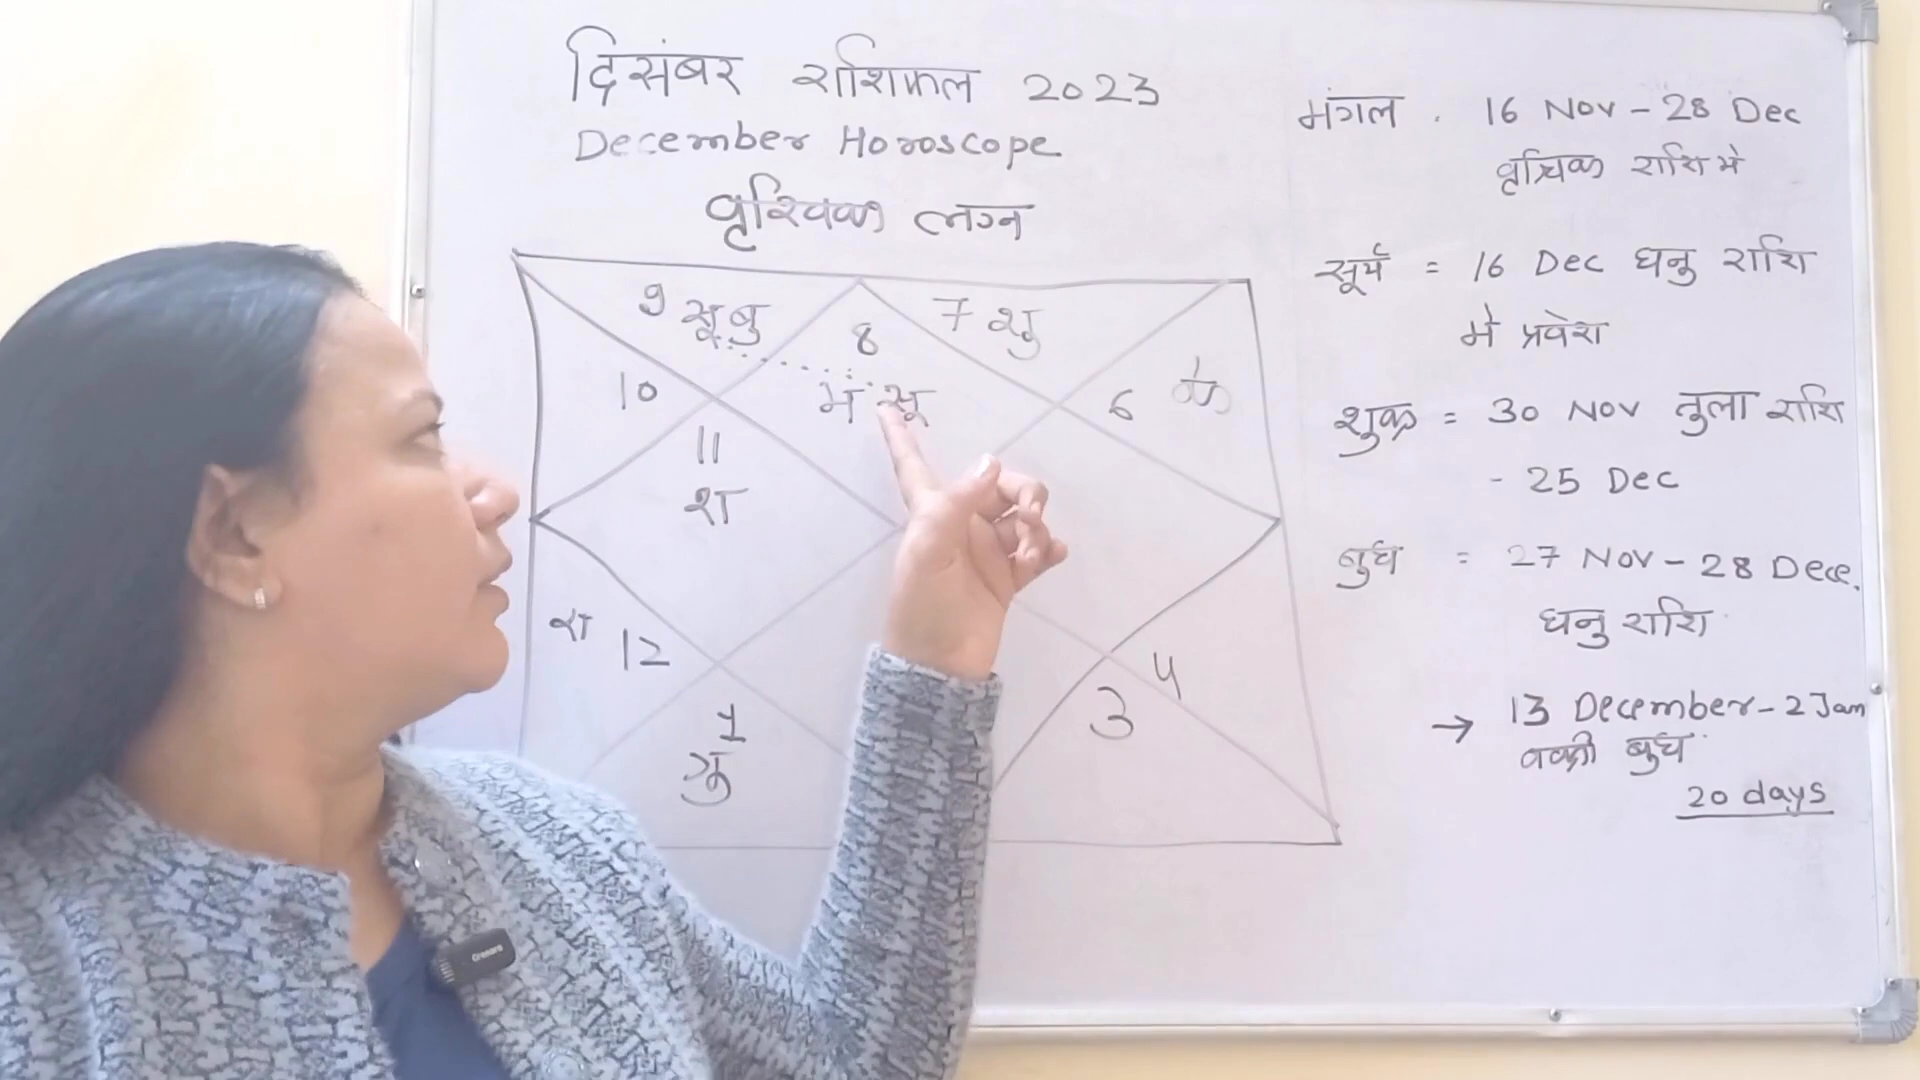 दिसंबर राशिफल 2023
December Horoscope
वृश्चिक लग्न
9 सू बु
8
7 शु
मं सू
10
6 के
11
श
रा 12
1
गु
3
4
मंगल . 16 Nov - 28 Dec
वृश्चिक राशि मे
सूर्य = 16 Dec धनु राशि
मे प्रवेश
शुक्र = 30 Nov तुला राशि
- 25 Dec
बुध = 27 Nov - 28 Dece.
धनु राशि
→ 13 December - 2 Jan
वक्री बुध
20 days